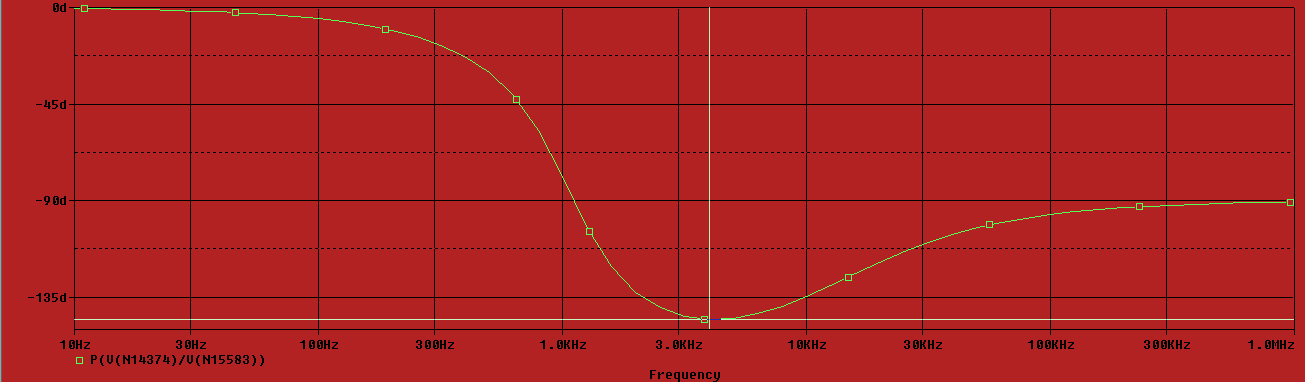 0d
-45d
-90d
-135d
10Hz 30Hz 100Hz 300Hz 1.0KHz 3.0KHz 10KHz 30KHz 100KHz 300KHz 1.0MHz
P(V(N14374)/V(N15583))
Frequency